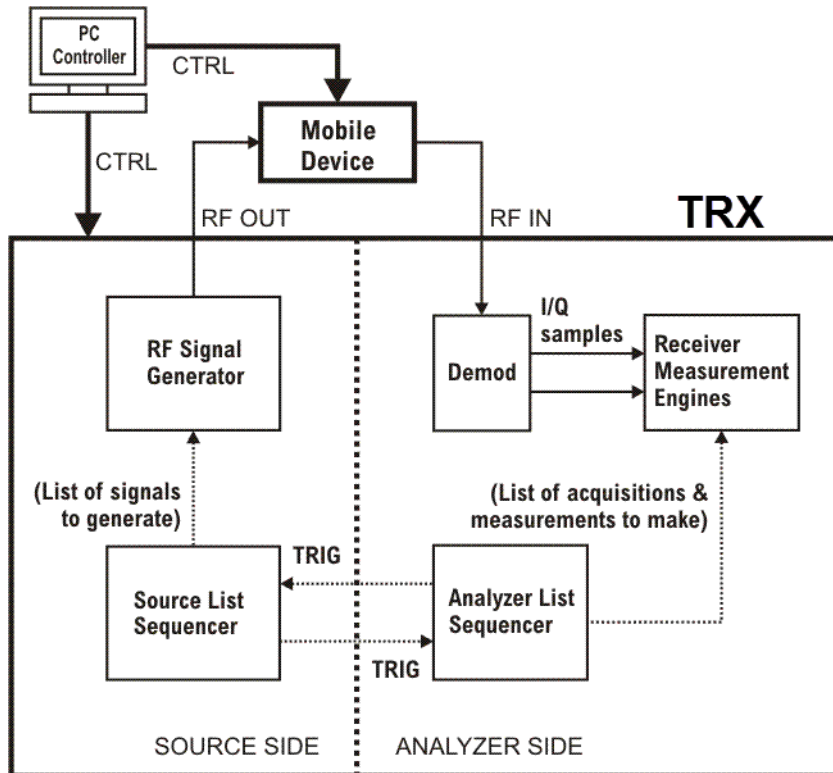 PC
Controller
CTRL
CTRL
Mobile
Device
RF OUT
RF IN
TRX
RF Signal
Generator
Demod
I/Q
samples
Receiver
Measurement
Engines
(List of signals
to generate)
(List of acquisitions &
measurements to make)
TRIG
Source List
Sequencer
Analyzer List
Sequencer
TRIG
SOURCE SIDE
ANALYZER SIDE